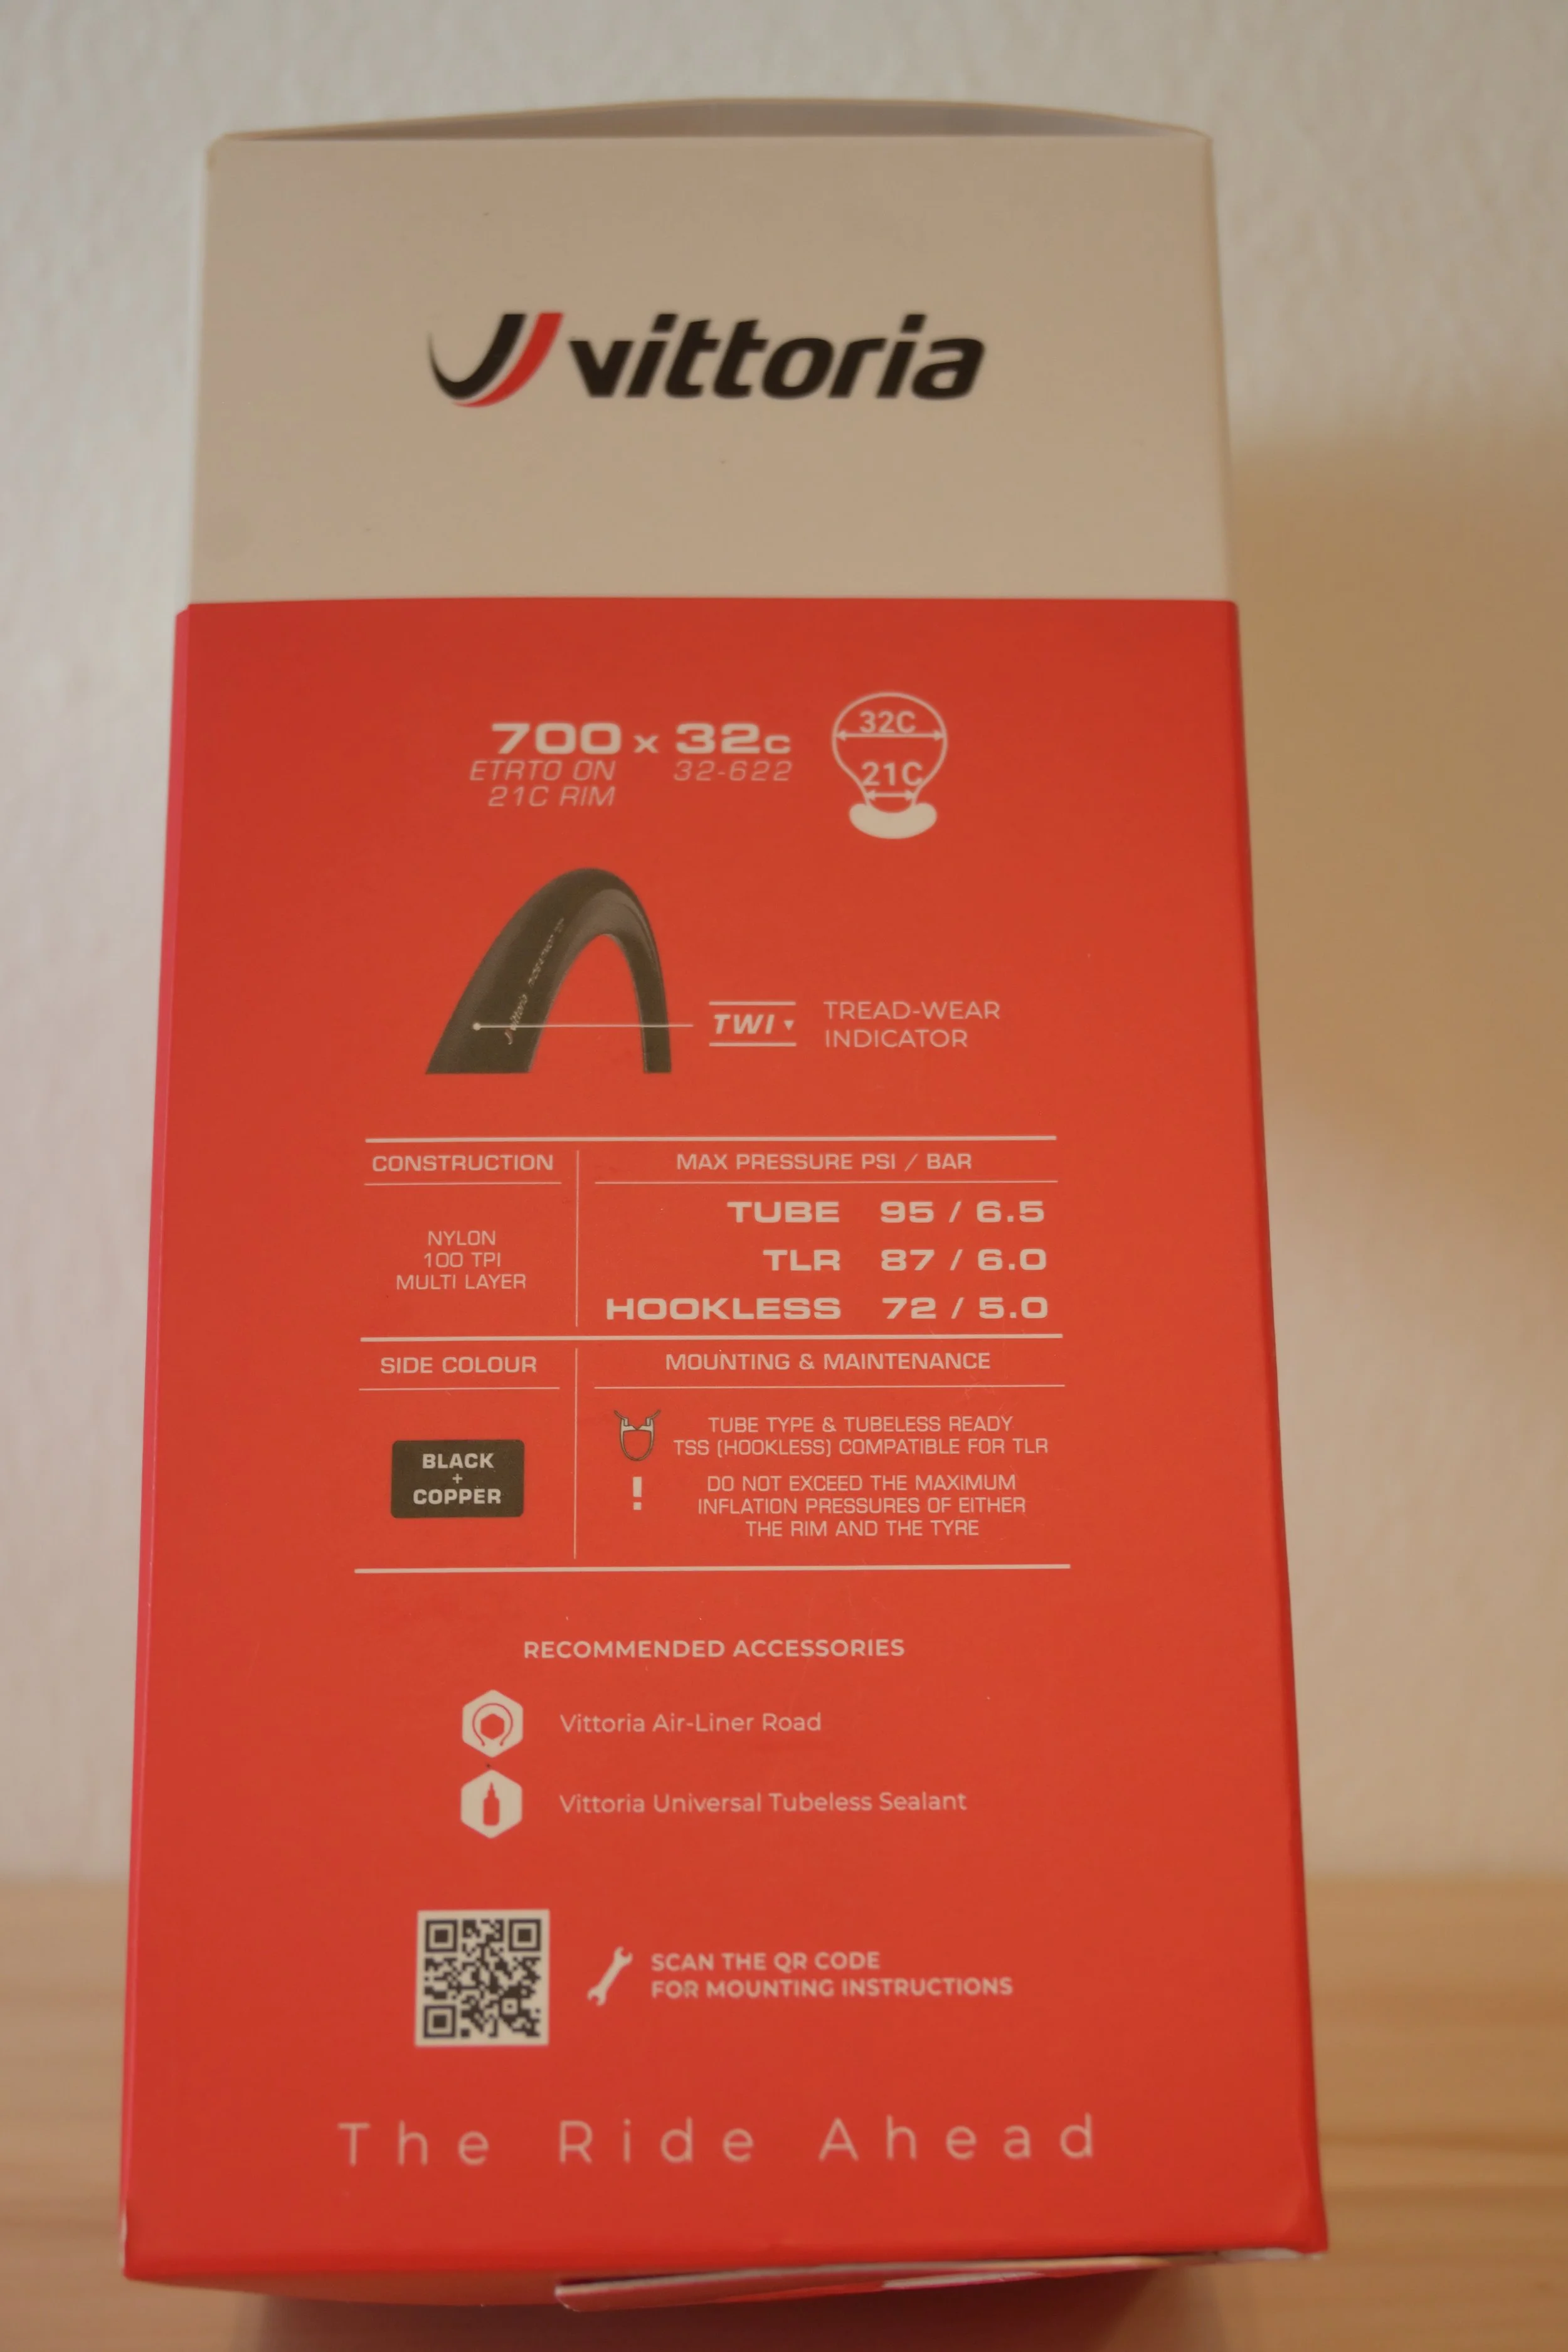 vittoria
700 x 32c
ETRTO ON 32-622
21C RIM
32C
21C
TWI
TREAD-WEAR
INDICATOR
CONSTRUCTION
NYLON
100 TPI
MULTI LAYER
MAX PRESSURE PSI / BAR
TUBE 95 / 6.5
TLR 87 / 6.0
HOOKLESS 72 / 5.0
SIDE COLOUR
BLACK
+
COPPER
MOUNTING & MAINTENANCE
TUBE TYPE & TUBELESS READY
TSS (HOOKLESS) COMPATIBLE FOR TLR
!
DO NOT EXCEED THE MAXIMUM
INFLATION PRESSURES OF EITHER
THE RIM AND THE TYRE
RECOMMENDED ACCESSORIES
Vittoria Air-Liner Road
Vittoria Universal Tubeless Sealant
SCAN THE QR CODE
FOR MOUNTING INSTRUCTIONS
The Ride Ahead